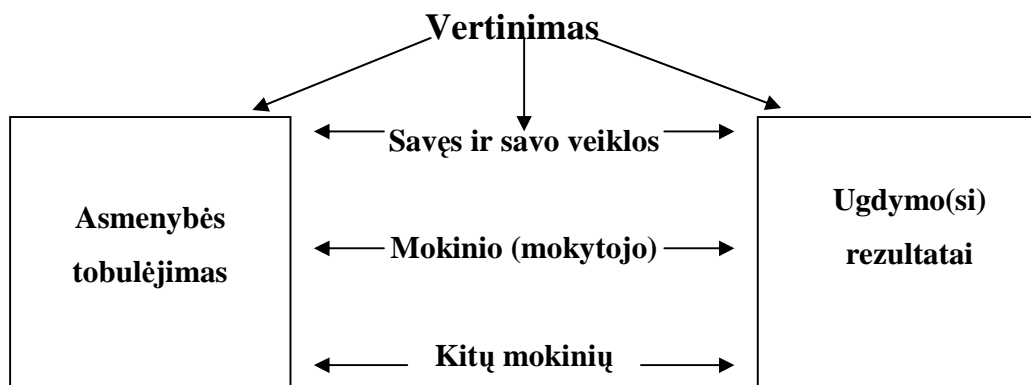 Vertinimas
Savęs ir savo veiklos
Asmenybės
tobulėjimas
Mokinio (mokytojo)
Ugdymo(si)
rezultatai
Kitų mokinių